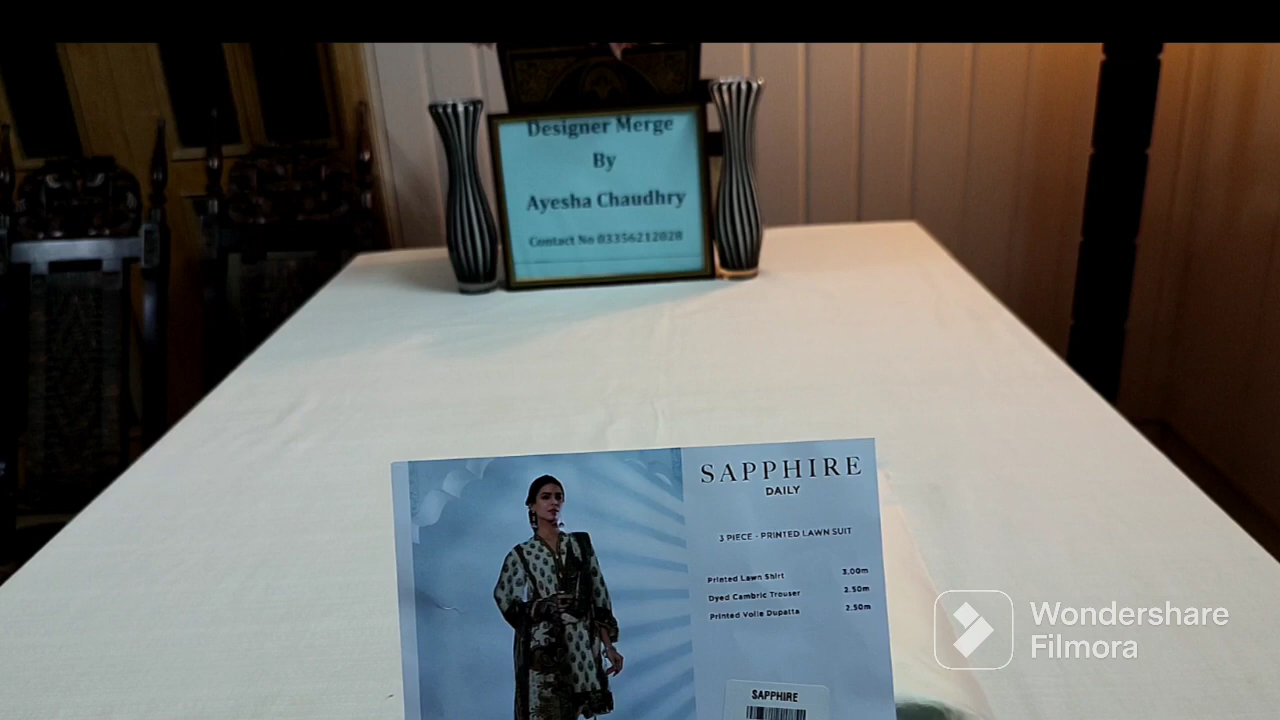 Designer Merge
By
Ayesha Chaudhry
Contact No 03356212028
SAPPHIRE
DAILY
3 PIECE - PRINTED LAWN SUIT
Printed Lawn Shirt 3.00m
Dyed Cambric Trouser 2.50m
Printed Voile Dupatta 2.50m
SAPPHIRE
Wondershare
Filmora